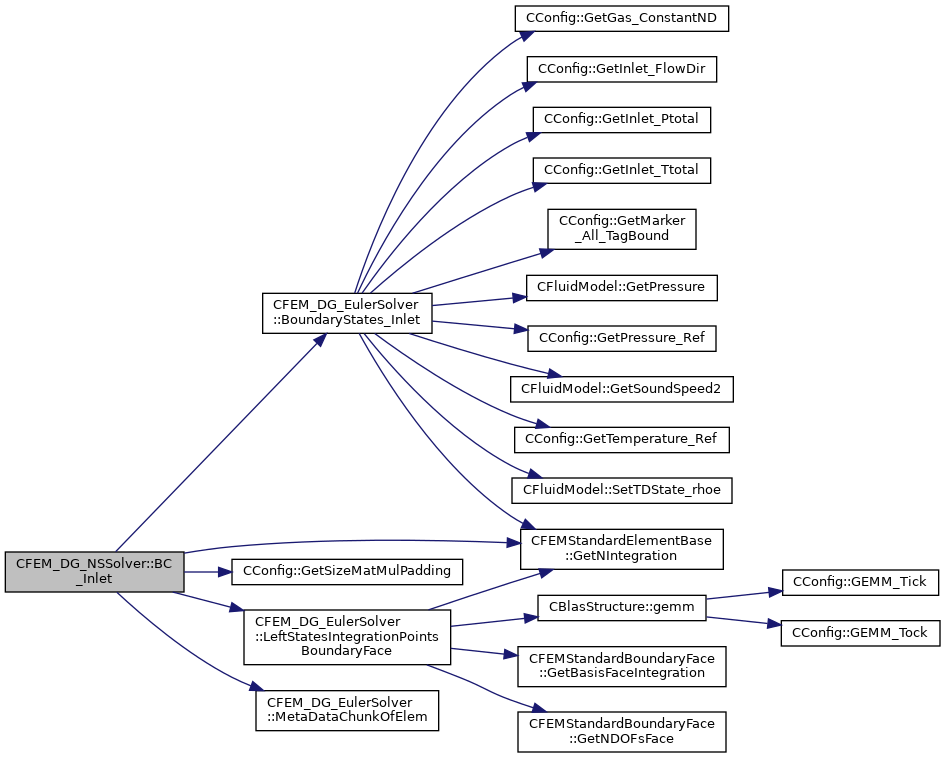 CConfig::GetGas_ConstantND
CConfig::GetInlet_FlowDir
CConfig::GetInlet_Ptotal
CConfig::GetInlet_Ttotal
CConfig::GetMarker
_All_TagBound
CFluidModel::GetPressure
CFEM_DG_EulerSolver
::BoundaryStates_Inlet
CConfig::GetPressure_Ref
CFluidModel::GetSoundSpeed2
CConfig::GetTemperature_Ref
CFluidModel::SetTDState_rhoe
CFEMStandardElementBase
::GetNIntegration
CFEM_DG_NSSolver::BC
_Inlet
CConfig::GetSizeMatMulPadding
CConfig::GEMM_Tick
CBlasStructure::gemm
CFEM_DG_EulerSolver
::LeftStatesIntegrationPoints
BoundaryFace
CConfig::GEMM_Tock
CFEMStandardBoundaryFace
::GetBasisFaceIntegration
CFEM_DG_EulerSolver
::MetaDataChunkOfElem
CFEMStandardBoundaryFace
::GetNDOFsFace